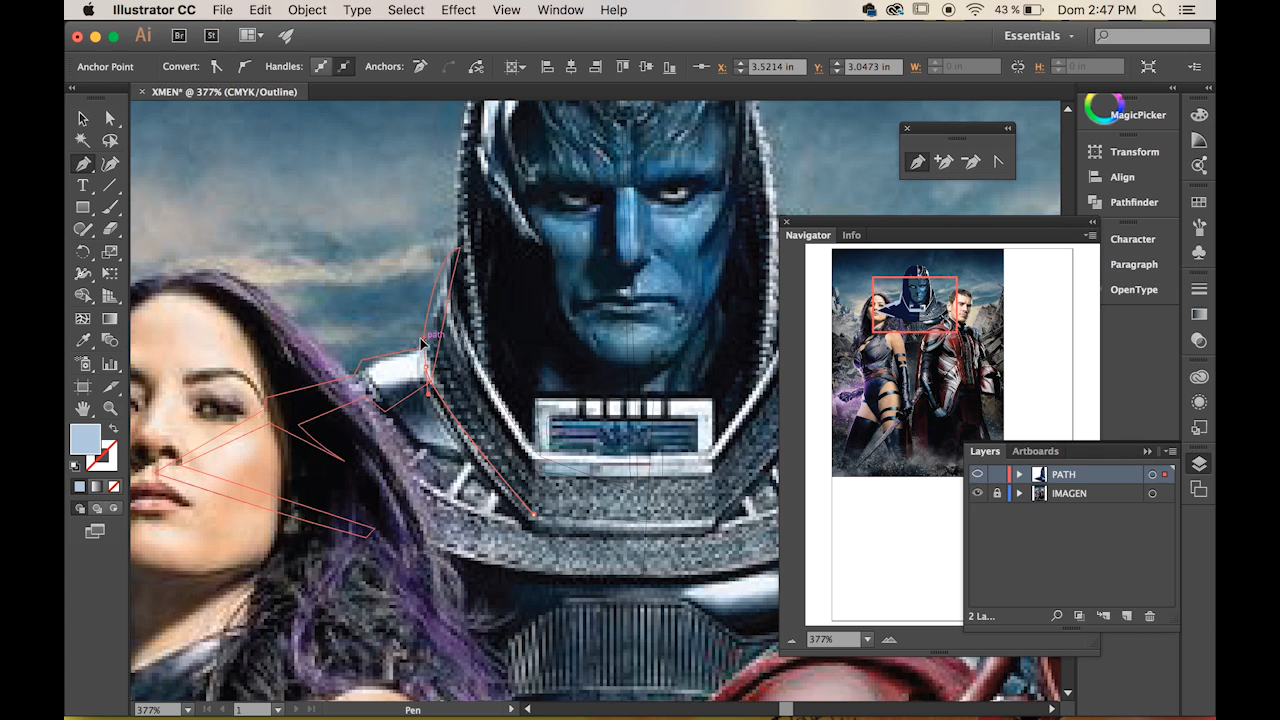 Illustrator CC File Edit Object Type Select Effect View Window Help 43 % Dom 2:47 PM
Ai Br St Essentials
Anchor Point Convert: Handles: Anchors: X: 3.5214 in Y: 3.0473 in W: 0 in H: 0 in
XMEN* @ 377% (CMYK/Outline)
MagicPicker
Transform
Align
Pathfinder
Character
Paragraph
OpenType
Navigator Info
path
Layers Artboards
PATH
IMAGEN
2 La...
377%
377% 1 Pen